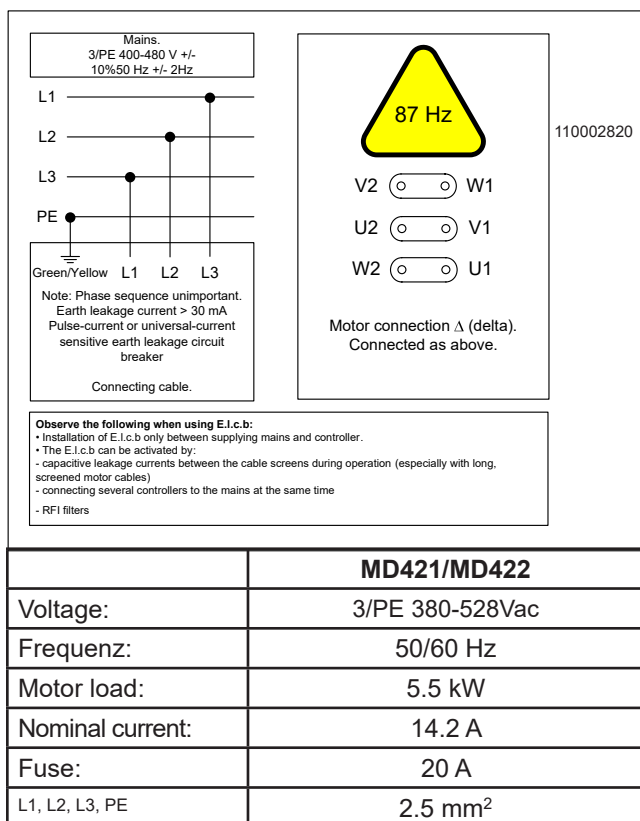 Mains.
3/PE 400-480 V +/-
10%50 Hz +/- 2Hz
L1
L2
L3
PE
Green/Yellow L1 L2 L3
Note: Phase sequence unimportant.
Earth leakage current > 30 mA
Pulse-current or universal-current
sensitive earth leakage circuit
breaker
Connecting cable.
87 Hz
V2 W1
U2 V1
W2 U1
Motor connection ∆ (delta).
Connected as above.
110002820
Observe the following when using E.l.c.b:
• Installation of E.l.c.b only between supplying mains and controller.
• The E.l.c.b can be activated by:
- capacitive leakage currents between the cable screens during operation (especially with long,
screened motor cables)
- connecting several controllers to the mains at the same time
- RFI filters
MD421/MD422
Voltage: 3/PE 380-528Vac
Frequenz: 50/60 Hz
Motor load: 5.5 kW
Nominal current: 14.2 A
Fuse: 20 A
L1, L2, L3, PE 2.5 mm²